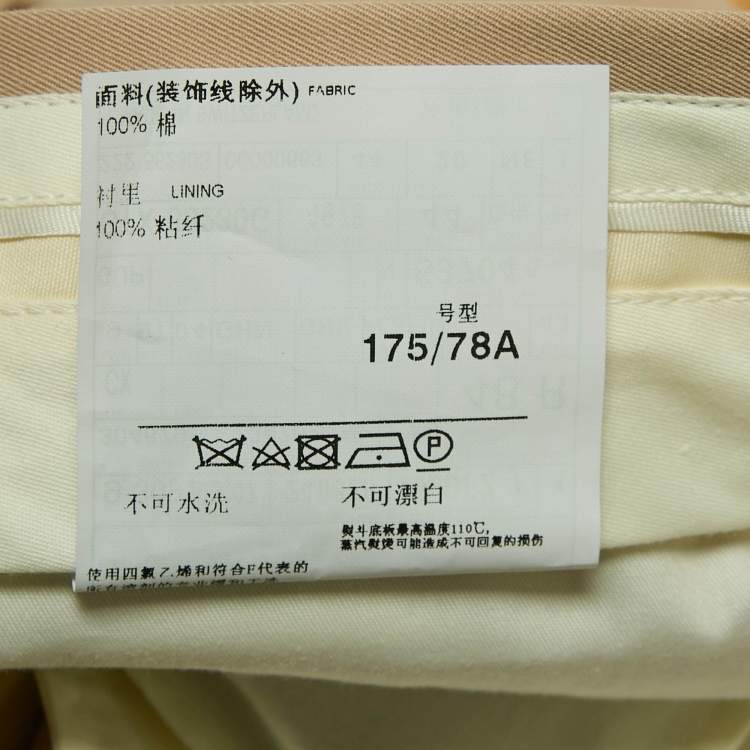 面料(装饰线除外) FABRIC
100% 棉
衬里 LINING
100% 粘纤
号型
175/78A
P
不可水洗 不可漂白
熨斗底板最高温度110℃,
蒸汽熨烫可能造成不可回复的损伤
使用四氯乙烯和符合F代表的